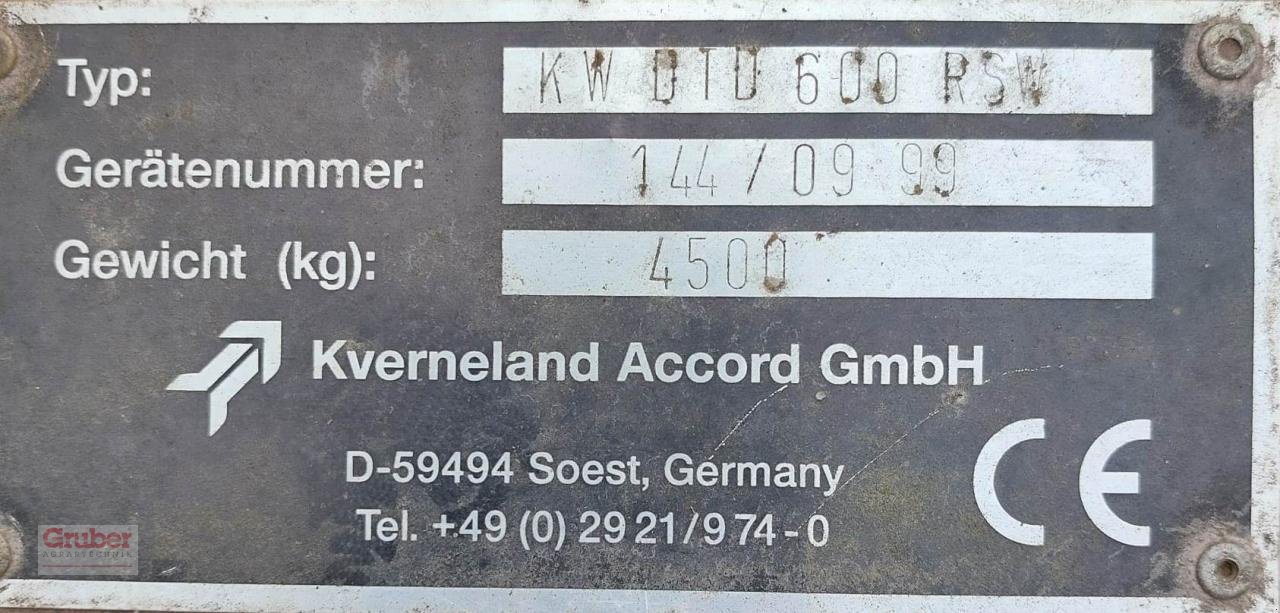 Typ: KW DTD 600 RSW
Gerätenummer: 144/09 99
Gewicht (kg): 4500
Kverneland Accord GmbH
D-59494 Soest, Germany
Tel. +49 (0) 29 21/9 74-0
CE
Gruber
AGRARTECHNIK